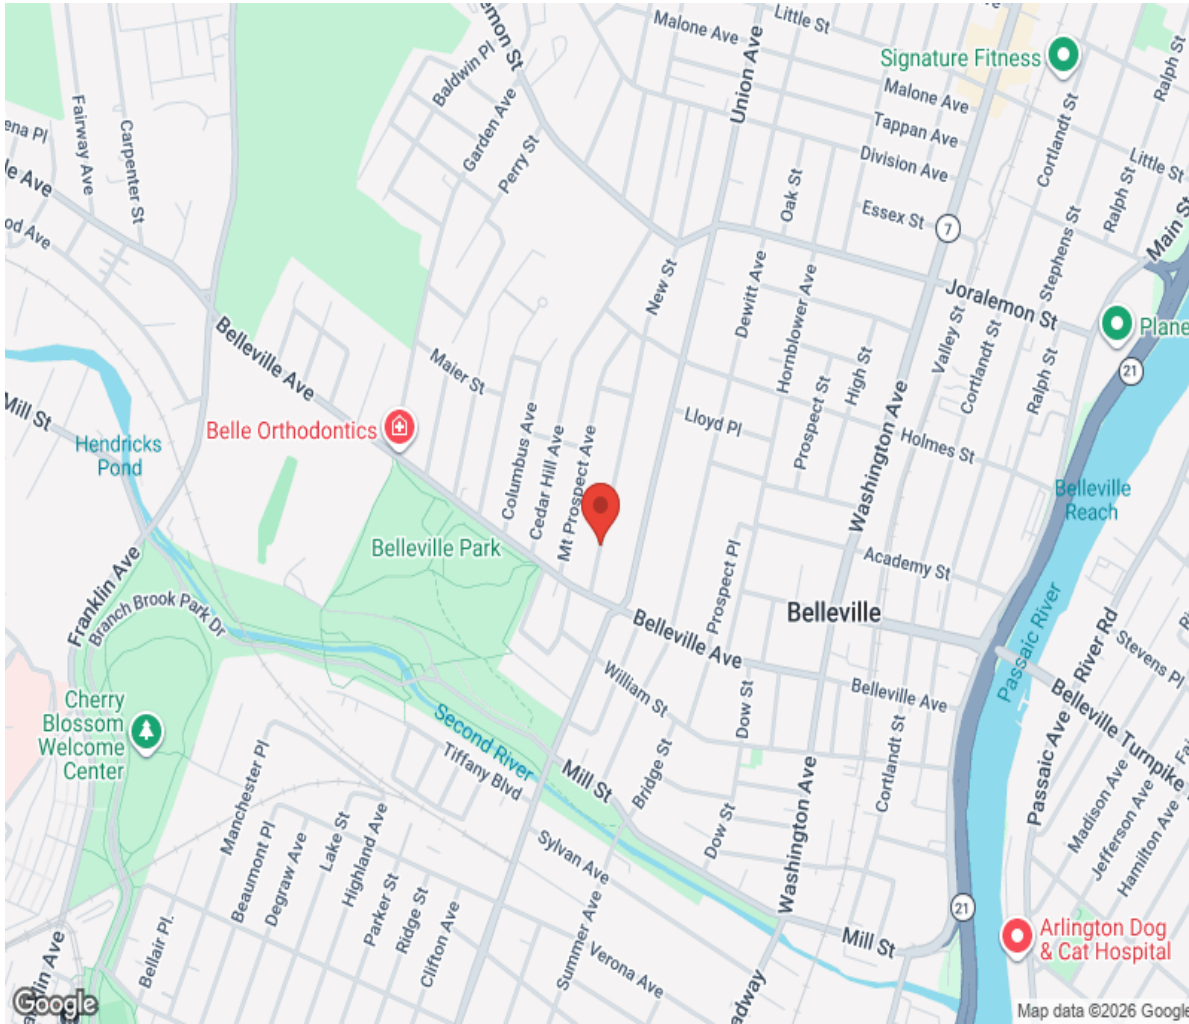 Malone Ave
Little St
emon St
Baldwin Pl
Union Ave
Signature Fitness
Malone Ave
Ralph St
Fairway Ave
Carpenter St
ena Pl
Garden Ave
Perry St
Tappan Ave
Division Ave
Cortlandt St
Little St
le Ave
Oak St
Essex St
7
Ralph St
Main St
od Ave
New St
Dewitt Ave
Hornblower Ave
Joralemon St
Stephens St
Plane
21
Belleville Ave
Maier St
Valley St
Cortlandt St
Ralph St
High St
Prospect St
Mill St
Belle Orthodontics
Hendricks
Pond
Columbus Ave
Cedar Hill Ave
Mt Prospect Ave
Lloyd Pl
Washington Ave
Holmes St
Belleville
Reach
Belleville Park
Academy St
Franklin Ave
Branch Brook Park Dr
Prospect Pl
Belleville
Passaic River
River Rd
Stevens Pl
Belleville Ave
William St
Dow St
Belleville Ave
Belleville Turnpike
Cherry
Blossom
Welcome
Center
Second River
Tiffany Blvd
Mill St
Bridge St
Cortlandt St
Passaic Ave
Manchester Pl
Beaumont Pl
Degraw Ave
Lake St
Highland Ave
Parker St
Ridge St
Clifton Ave
Sylvan Ave
Summer Ave
Dow St
Washington Ave
Madison Ave
Jefferson Ave
Hamilton Ave
Bellair Pl.
Verona Ave
Mill St
21
Arlington Dog
& Cat Hospital
anklin Ave
adway
Google
Map data ©2026 Google